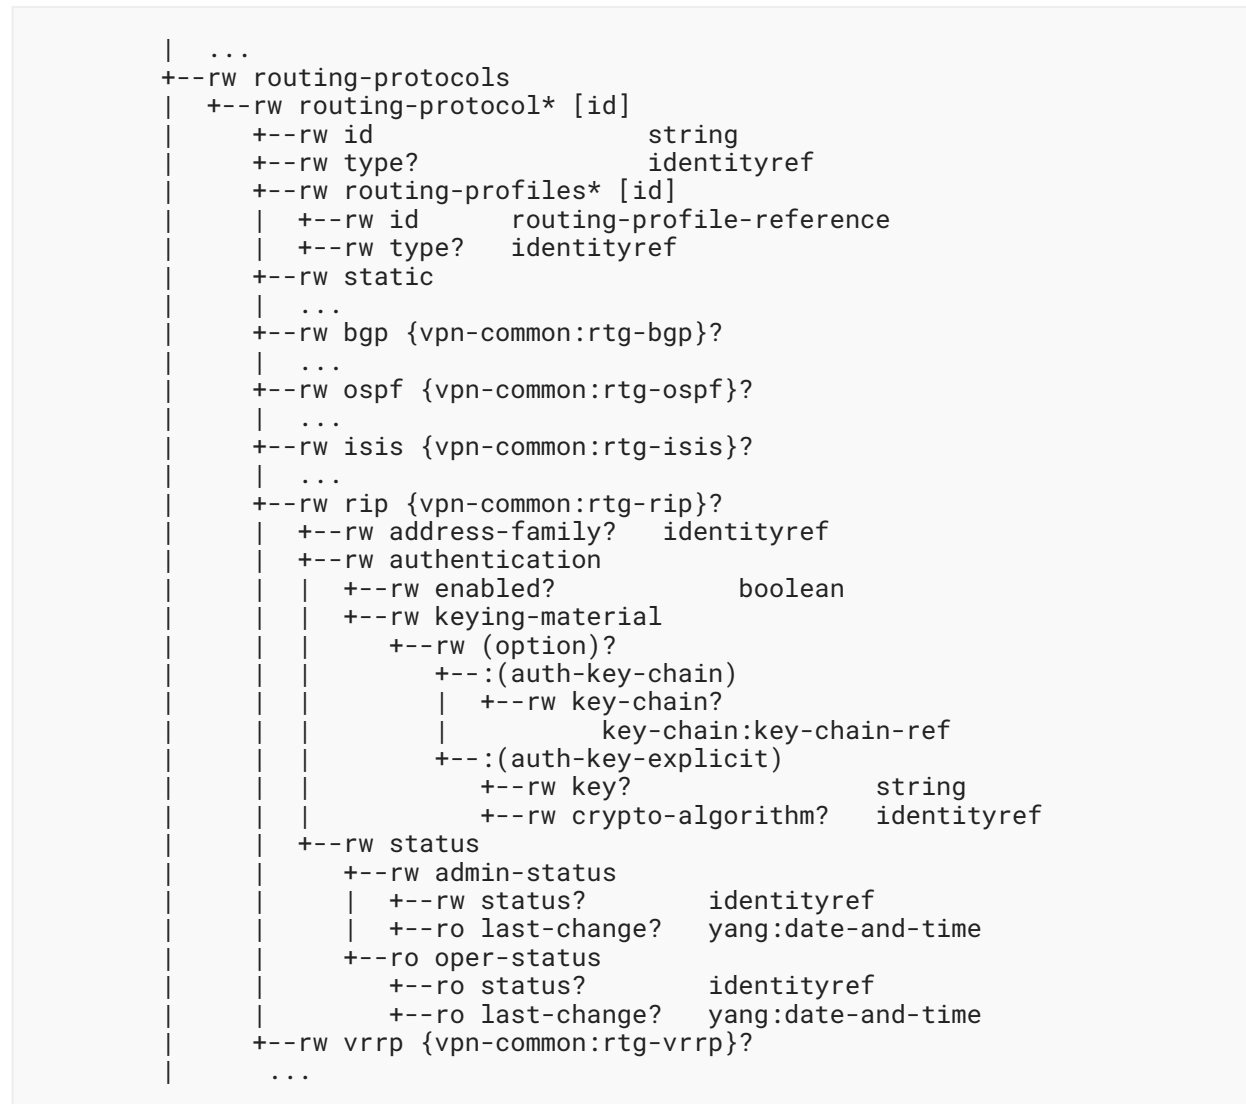 |  ...
+--rw routing-protocols
|  +--rw routing-protocol* [id]
|     +--rw id                  string
|     +--rw type?               identityref
|     +--rw routing-profiles* [id]
|     |  +--rw id      routing-profile-reference
|     |  +--rw type?   identityref
|     +--rw static
|     |  ...
|     +--rw bgp {vpn-common:rtg-bgp}?
|     |  ...
|     +--rw ospf {vpn-common:rtg-ospf}?
|     |  ...
|     +--rw isis {vpn-common:rtg-isis}?
|     |  ...
|     +--rw rip {vpn-common:rtg-rip}?
|     |  +--rw address-family?   identityref
|     |  +--rw authentication
|     |  |  +--rw enabled?            boolean
|     |  |  +--rw keying-material
|     |  |     +--rw (option)?
|     |  |        +--:(auth-key-chain)
|     |  |        |  +--rw key-chain?
|     |  |        |          key-chain:key-chain-ref
|     |  |        +--:(auth-key-explicit)
|     |  |           +--rw key?                string
|     |  |           +--rw crypto-algorithm?   identityref
|     |  +--rw status
|     |     +--rw admin-status
|     |     |  +--rw status?        identityref
|     |     |  +--ro last-change?   yang:date-and-time
|     |     +--ro oper-status
|     |        +--ro status?        identityref
|     |        +--ro last-change?   yang:date-and-time
|     +--rw vrrp {vpn-common:rtg-vrrp}?
|      ...